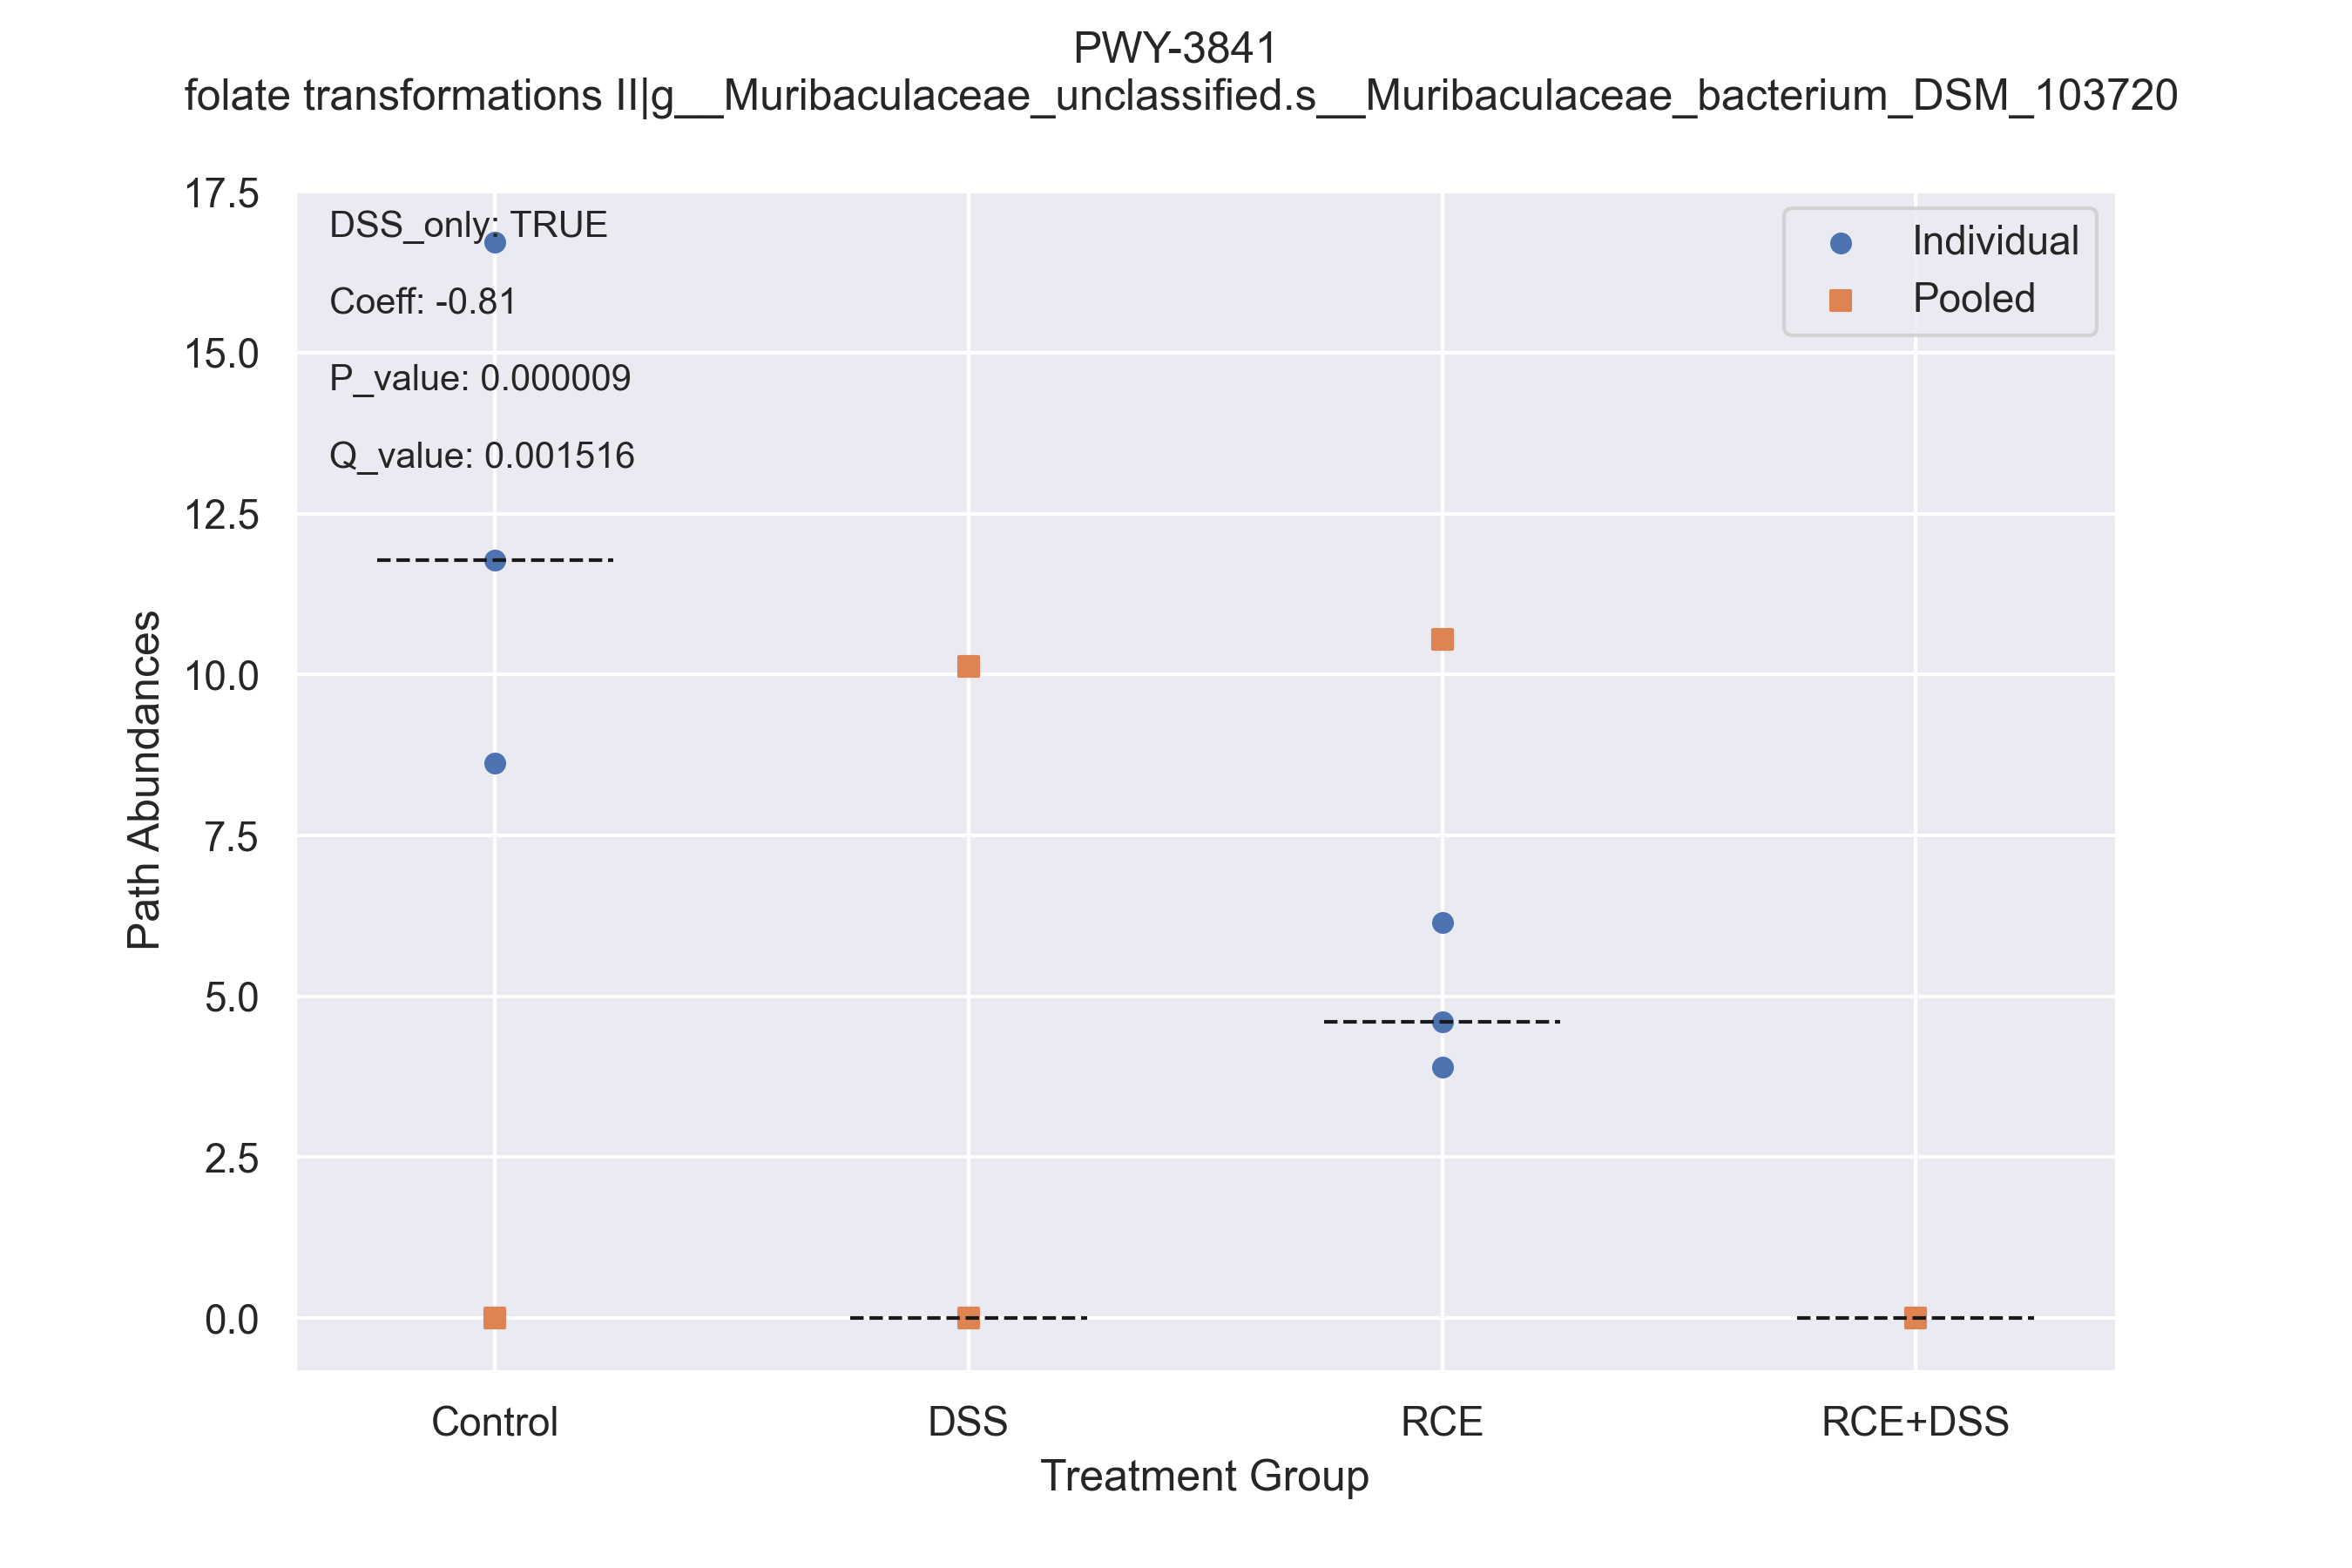 PWY-3841
folate transformations II|g__Muribaculaceae_unclassified.s__Muribaculaceae_bacterium_DSM_103720
17.5
15.0
12.5
10.0
7.5
5.0
2.5
0.0
Path Abundances
DSS_only: TRUE
Coeff: -0.81
P_value: 0.000009
Q_value: 0.001516
Individual
Pooled
Control
DSS
RCE
RCE+DSS
Treatment Group